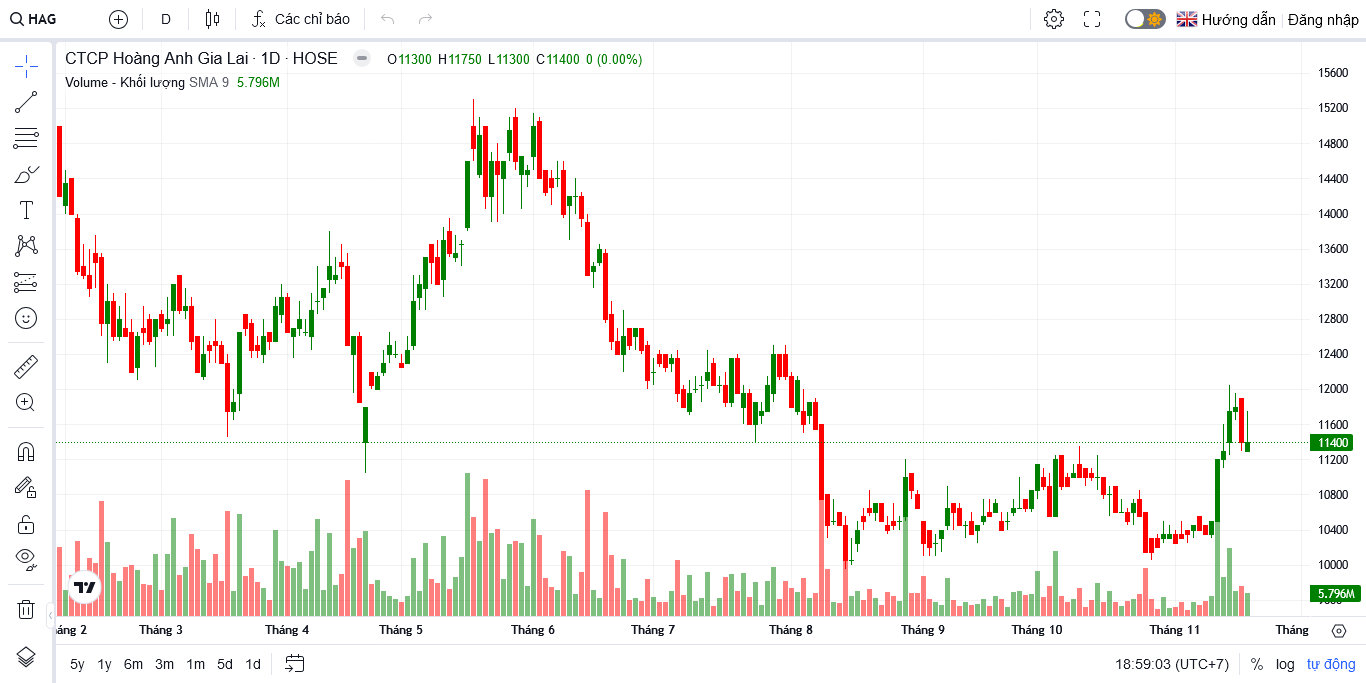 HAG D Các chỉ báo Hướng dẫn Đăng nhập
CTCP Hoàng Anh Gia Lai · 1D · HOSE O11300 H11750 L11300 C11400 0 (0.00%)
Volume - Khối lượng SMA 9 5.796M
15600
15200
14800
14400
14000
13600
13200
12800
12400
12000
11600
11400
11200
10800
10400
10000
5.796M
áng 2 Tháng 3 Tháng 4 Tháng 5 Tháng 6 Tháng 7 Tháng 8 Tháng 9 Tháng 10 Tháng 11 Tháng
5y 1y 6m 3m 1m 5d 1d 18:59:03 (UTC+7) % log tự động